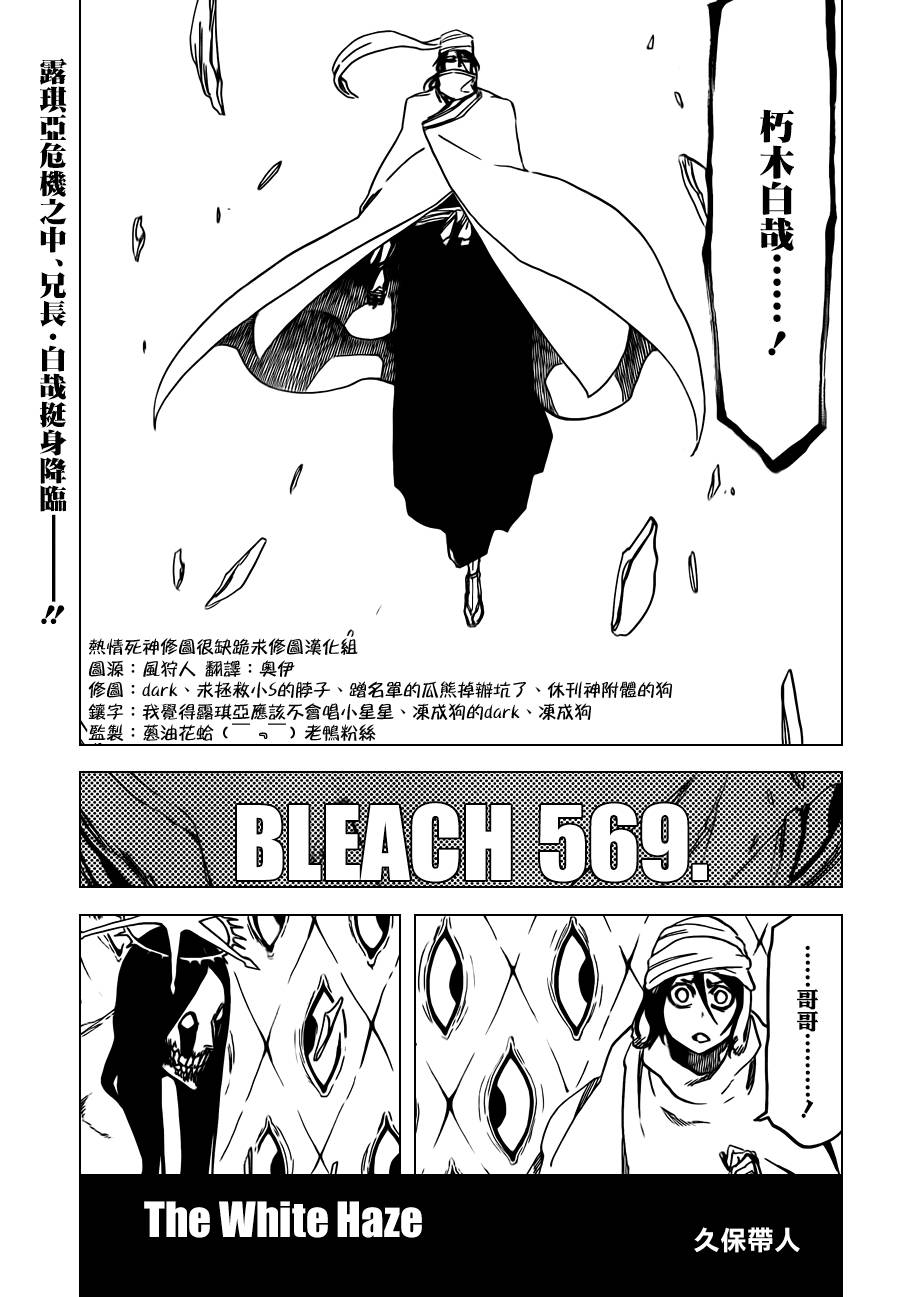 朽木白哉……！
露琪亞危機之中、兄長・白哉挺身降臨——!!
熱情死神修圖很缺跪求修圖漢化組
圖源：風狩人 翻譯：奧伊
修圖：dark、求拯救小S的脖子、蹭名單的瓜熊掉辦坑了、休刊神附體的狗
鑲字：我覺得露琪亞應該不會唱小星星、凍成狗的dark、凍成狗
監製：蔥油花蛤（￣﹃￣）老鴨粉絲
BLEACH 569.
……哥哥………！
The White Haze
久保帶人